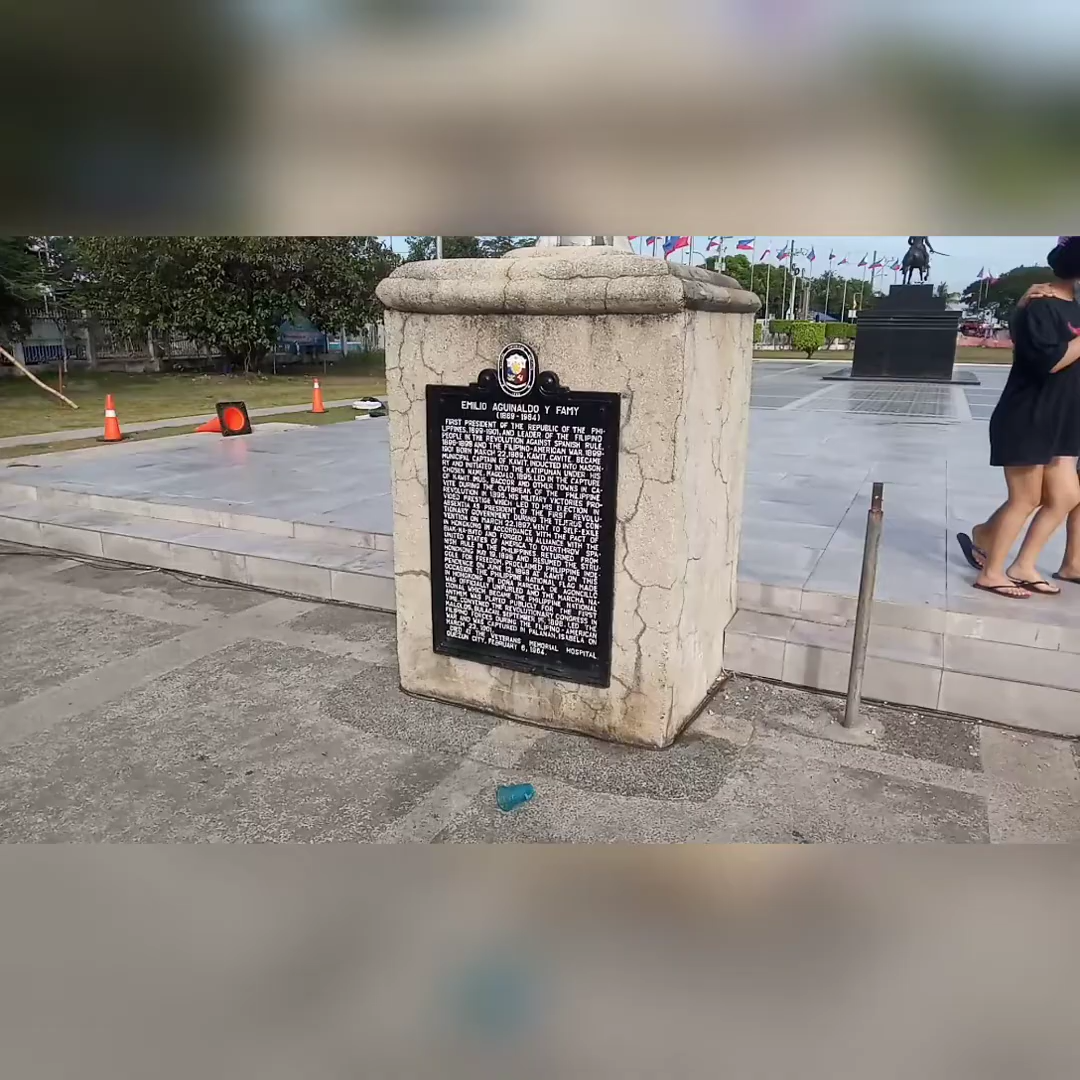 EMILIO AGUINALDO Y FAMY
(1869-1964)
FIRST PRESIDENT OF THE REPUBLIC OF THE PHI-
LIPPINES, 1899-1901, AND LEADER OF THE FILIPINO
PEOPLE IN THE REVOLUTION AGAINST SPANISH RULE,
1896-1898 AND THE FILIPINO-AMERICAN WAR, 1899-
1901. BORN MARCH 22, 1869, KAWIT, CAVITE. BECAME
MUNICIPAL CAPTAIN OF KAWIT, INDUCTED INTO MASON-
RY AND INITIATED INTO THE KATIPUNAN UNDER HIS
CHOSEN NAME, MAGDALO, 1895. LED IN THE CAPTURE
OF KAWIT, IMUS, BACOOR AND OTHER TOWNS IN CA-
VITE DURING THE OUTBREAK OF THE PHILIPPINE
REVOLUTION IN 1896. HIS MILITARY VICTORIES PRO-
VIDED PRESTIGE WHICH LED TO HIS ELECTION IN
ABSENTIA AS PRESIDENT OF THE FIRST REVOLU-
TIONARY GOVERNMENT DURING THE TEJEROS CON-
VENTION ON MARCH 22, 1897. WENT TO SELF-EXILE
IN HONGKONG IN ACCORDANCE WITH THE PACT OF
BIAK-NA-BATO AND FORGED AN ALLIANCE WITH THE
UNITED STATES OF AMERICA TO OVERTHROW SPA-
NISH RULE IN THE PHILIPPINES. RETURNED FROM
HONGKONG MAY 19, 1898 AND RESUMED THE STRUG-
GLE FOR FREEDOM. PROCLAIMED PHILIPPINE INDE-
PENDENCE ON JUNE 12, 1898 AT KAWIT. ON THIS
OCCASION, THE PHILIPPINE NATIONAL FLAG MADE
IN HONGKONG BY DOÑA MARCELA DE AGONCILLO
WAS OFFICIALLY UNFURLED AND THE MARCHA NA-
CIONAL WHICH BECAME THE PHILIPPINE NATIONAL
ANTHEM WAS PLAYED PUBLICLY FOR THE FIRST
TIME. CONVENED THE REVOLUTIONARY CONGRESS IN
MALOLOS, BULACAN, SEPTEMBER 15, 1898. LED THE
FILIPINO FORCES DURING THE FILIPINO-AMERICAN
WAR AND WAS CAPTURED IN PALANAN, ISABELA ON
MARCH 23, 1901.
DIED AT THE VETERANS MEMORIAL HOSPITAL,
QUEZON CITY, FEBRUARY 6, 1964.